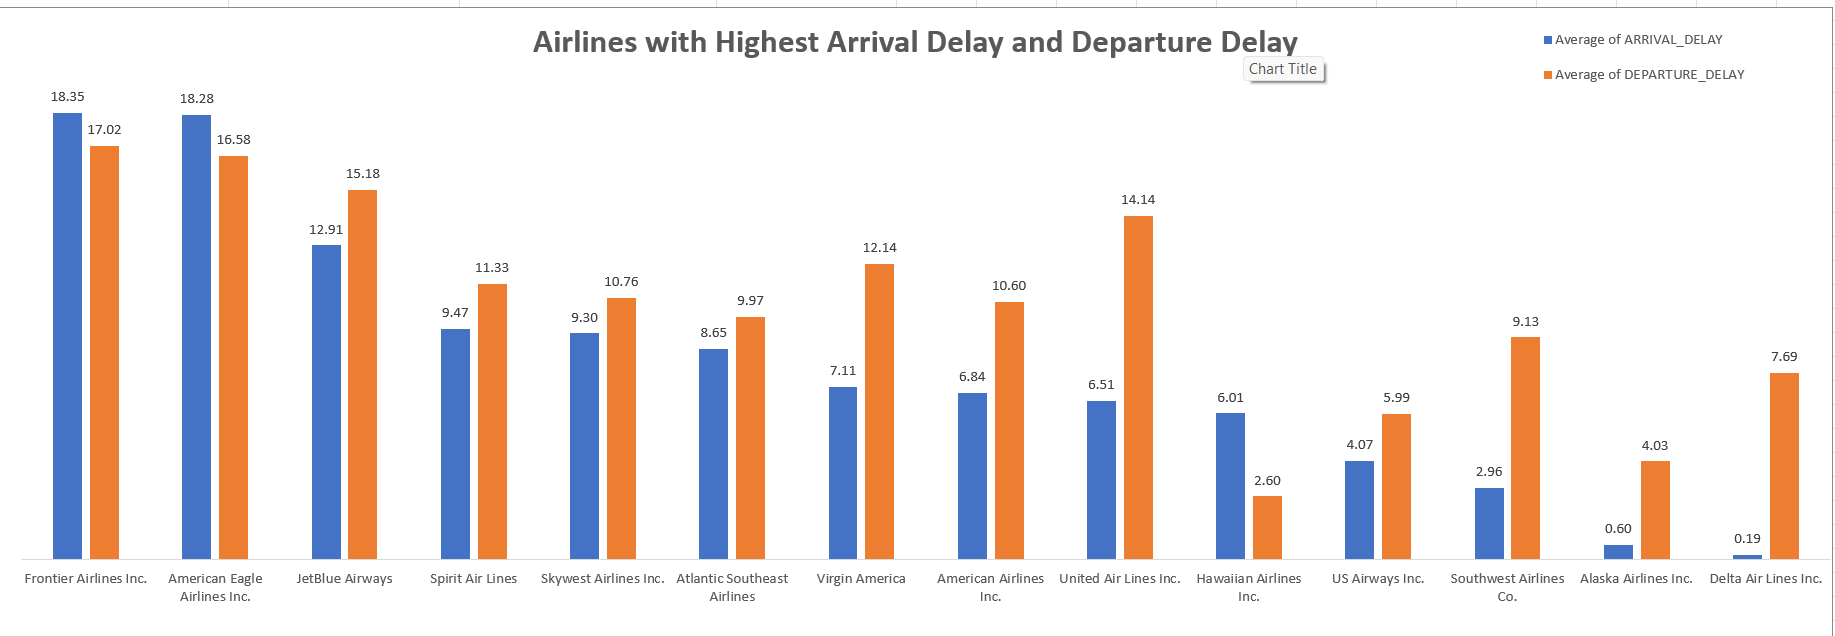 Airlines with Highest Arrival Delay and Departure Delay
Chart Title
Average of ARRIVAL_DELAY
Average of DEPARTURE_DELAY
18.35
17.02
18.28
16.58
12.91
15.18
9.47
11.33
9.30
10.76
8.65
9.97
7.11
12.14
6.84
10.60
6.51
14.14
6.01
2.60
4.07
5.99
2.96
9.13
0.60
4.03
0.19
7.69
Frontier Airlines Inc.
American Eagle
Airlines Inc.
JetBlue Airways
Spirit Air Lines
Skywest Airlines Inc.
Atlantic Southeast
Airlines
Virgin America
American Airlines
Inc.
United Air Lines Inc.
Hawaiian Airlines
Inc.
US Airways Inc.
Southwest Airlines
Co.
Alaska Airlines Inc.
Delta Air Lines Inc.